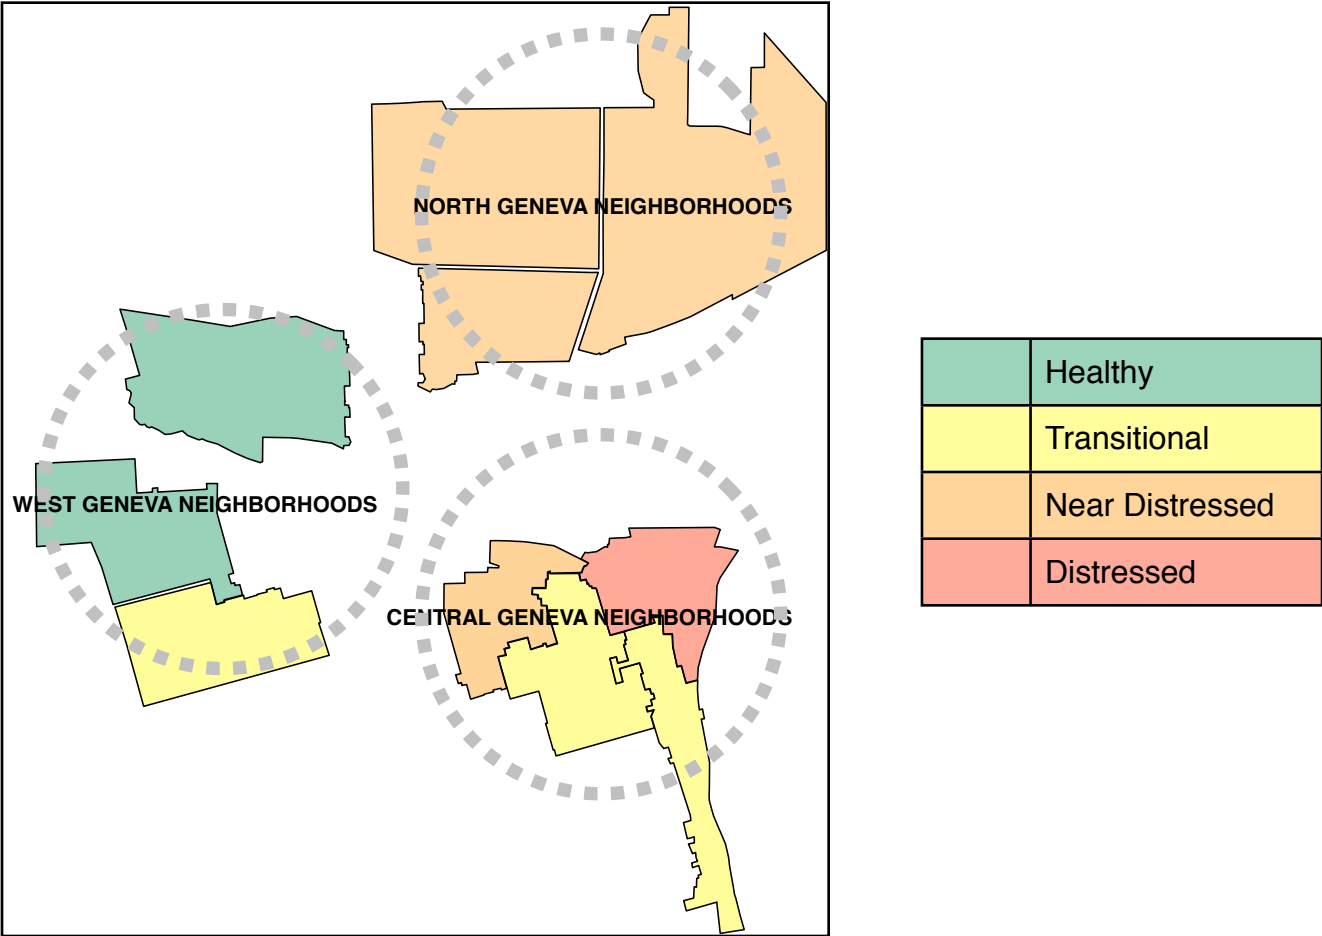 NORTH GENEVA NEIGHBORHOODS
WEST GENEVA NEIGHBORHOODS
CENTRAL GENEVA NEIGHBORHOODS
Healthy
Transitional
Near Distressed
Distressed